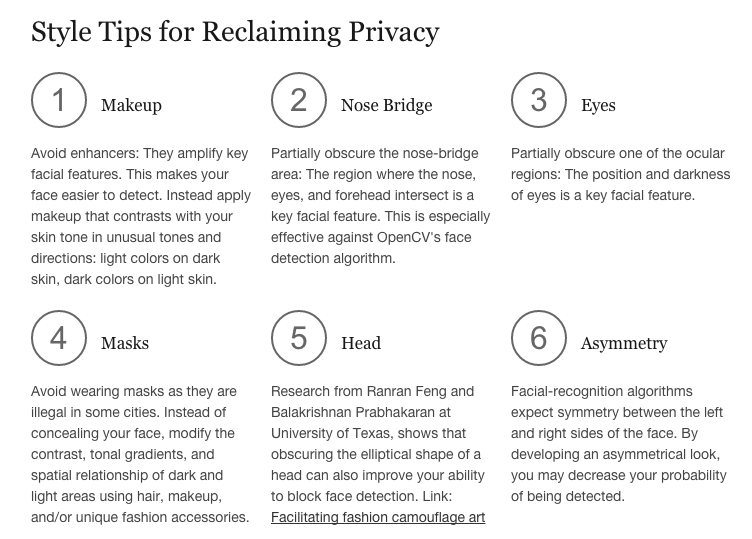 Style Tips for Reclaiming Privacy
1 Makeup
Avoid enhancers: They amplify key
facial features. This makes your
face easier to detect. Instead apply
makeup that contrasts with your
skin tone in unusual tones and
directions: light colors on dark
skin, dark colors on light skin.
2 Nose Bridge
Partially obscure the nose-bridge
area: The region where the nose,
eyes, and forehead intersect is a
key facial feature. This is especially
effective against OpenCV's face
detection algorithm.
3 Eyes
Partially obscure one of the ocular
regions: The position and darkness
of eyes is a key facial feature.
4 Masks
Avoid wearing masks as they are
illegal in some cities. Instead of
concealing your face, modify the
contrast, tonal gradients, and
spatial relationship of dark and
light areas using hair, makeup,
and/or unique fashion accessories.
5 Head
Research from Ranran Feng and
Balakrishnan Prabhakaran at
University of Texas, shows that
obscuring the elliptical shape of a
head can also improve your ability
to block face detection. Link:
Facilitating fashion camouflage art
6 Asymmetry
Facial-recognition algorithms
expect symmetry between the left
and right sides of the face. By
developing an asymmetrical look,
you may decrease your probability
of being detected.